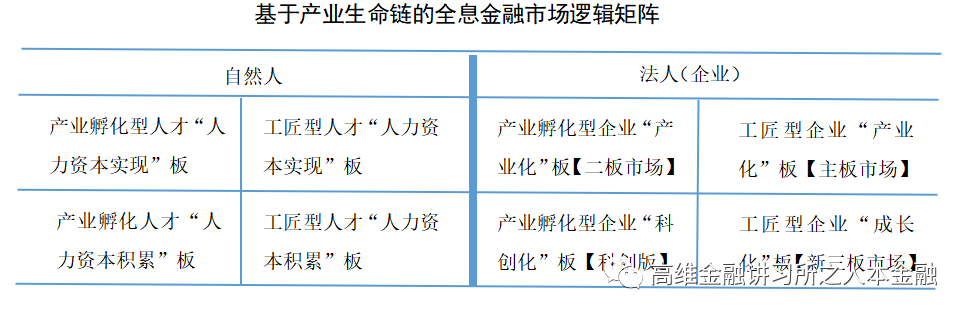 基于产业生命链的全息金融市场逻辑矩阵
自然人
法人（企业）
产业孵化型人才“人
力资本实现”板
工匠型人才“人力资
本实现”板
产业孵化型企业“产
业化”板【二板市场】
工匠型企业“产业
化”板【主板市场】
产业孵化人才“人
力资本积累”板
工匠型人才“人力资
本积累”板
产业孵化型企业“科
创化”板【科创版】
工匠型企业“成长
化”板【新三板市场】
高维金融讲习所之人本金融